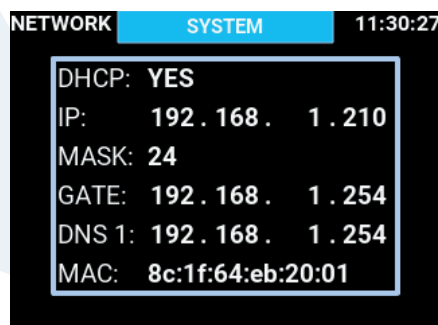 NETWORK SYSTEM 11:30:27
DHCP: YES
IP: 192 . 168 . 1 . 210
MASK: 24
GATE: 192 . 168 . 1 . 254
DNS 1: 192 . 168 . 1 . 254
MAC: 8c:1f:64:eb:20:01